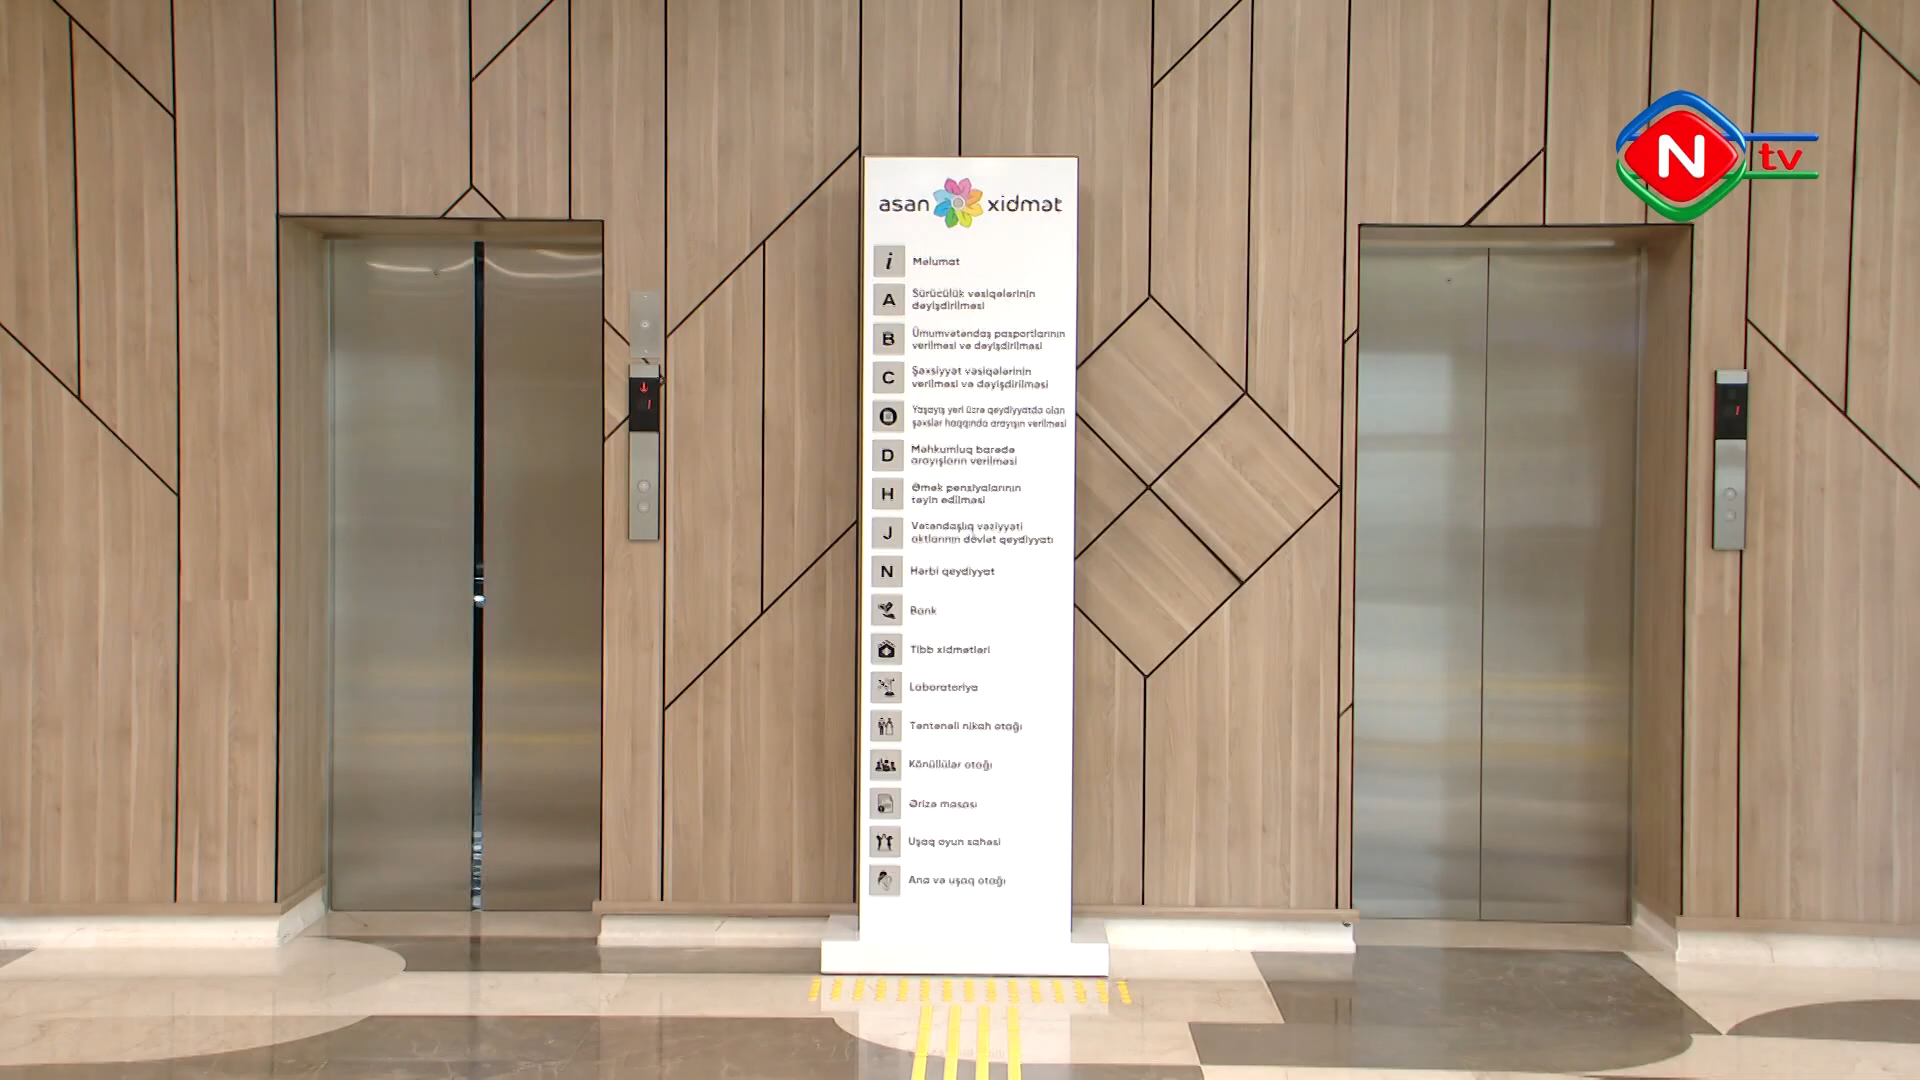 N tv
asan xidmət
i Məlumat
A Sürücülük vəsiqələrinin
dəyişdirilməsi
B Ümumvətəndaş pasportlarının
verilməsi və dəyişdirilməsi
C Şəxsiyyət vəsiqələrinin
verilməsi və dəyişdirilməsi
Yaşayış yeri üzrə qeydiyyatda olan
şəxslər haqqında arayışın verilməsi
D Məhkumluq barədə
arayışların verilməsi
H Əmək pensiyalarının
təyin edilməsi
J Vətəndaşlıq vəziyyəti
aktlarının dövlət qeydiyyatı
N Hərbi qeydiyyat
Bank
Tibb xidmətləri
Laboratoriya
Təntənəli nikah otağı
Könüllülər otağı
Ərizə masası
Uşaq oyun sahəsi
Ana və uşaq otağı
1
1